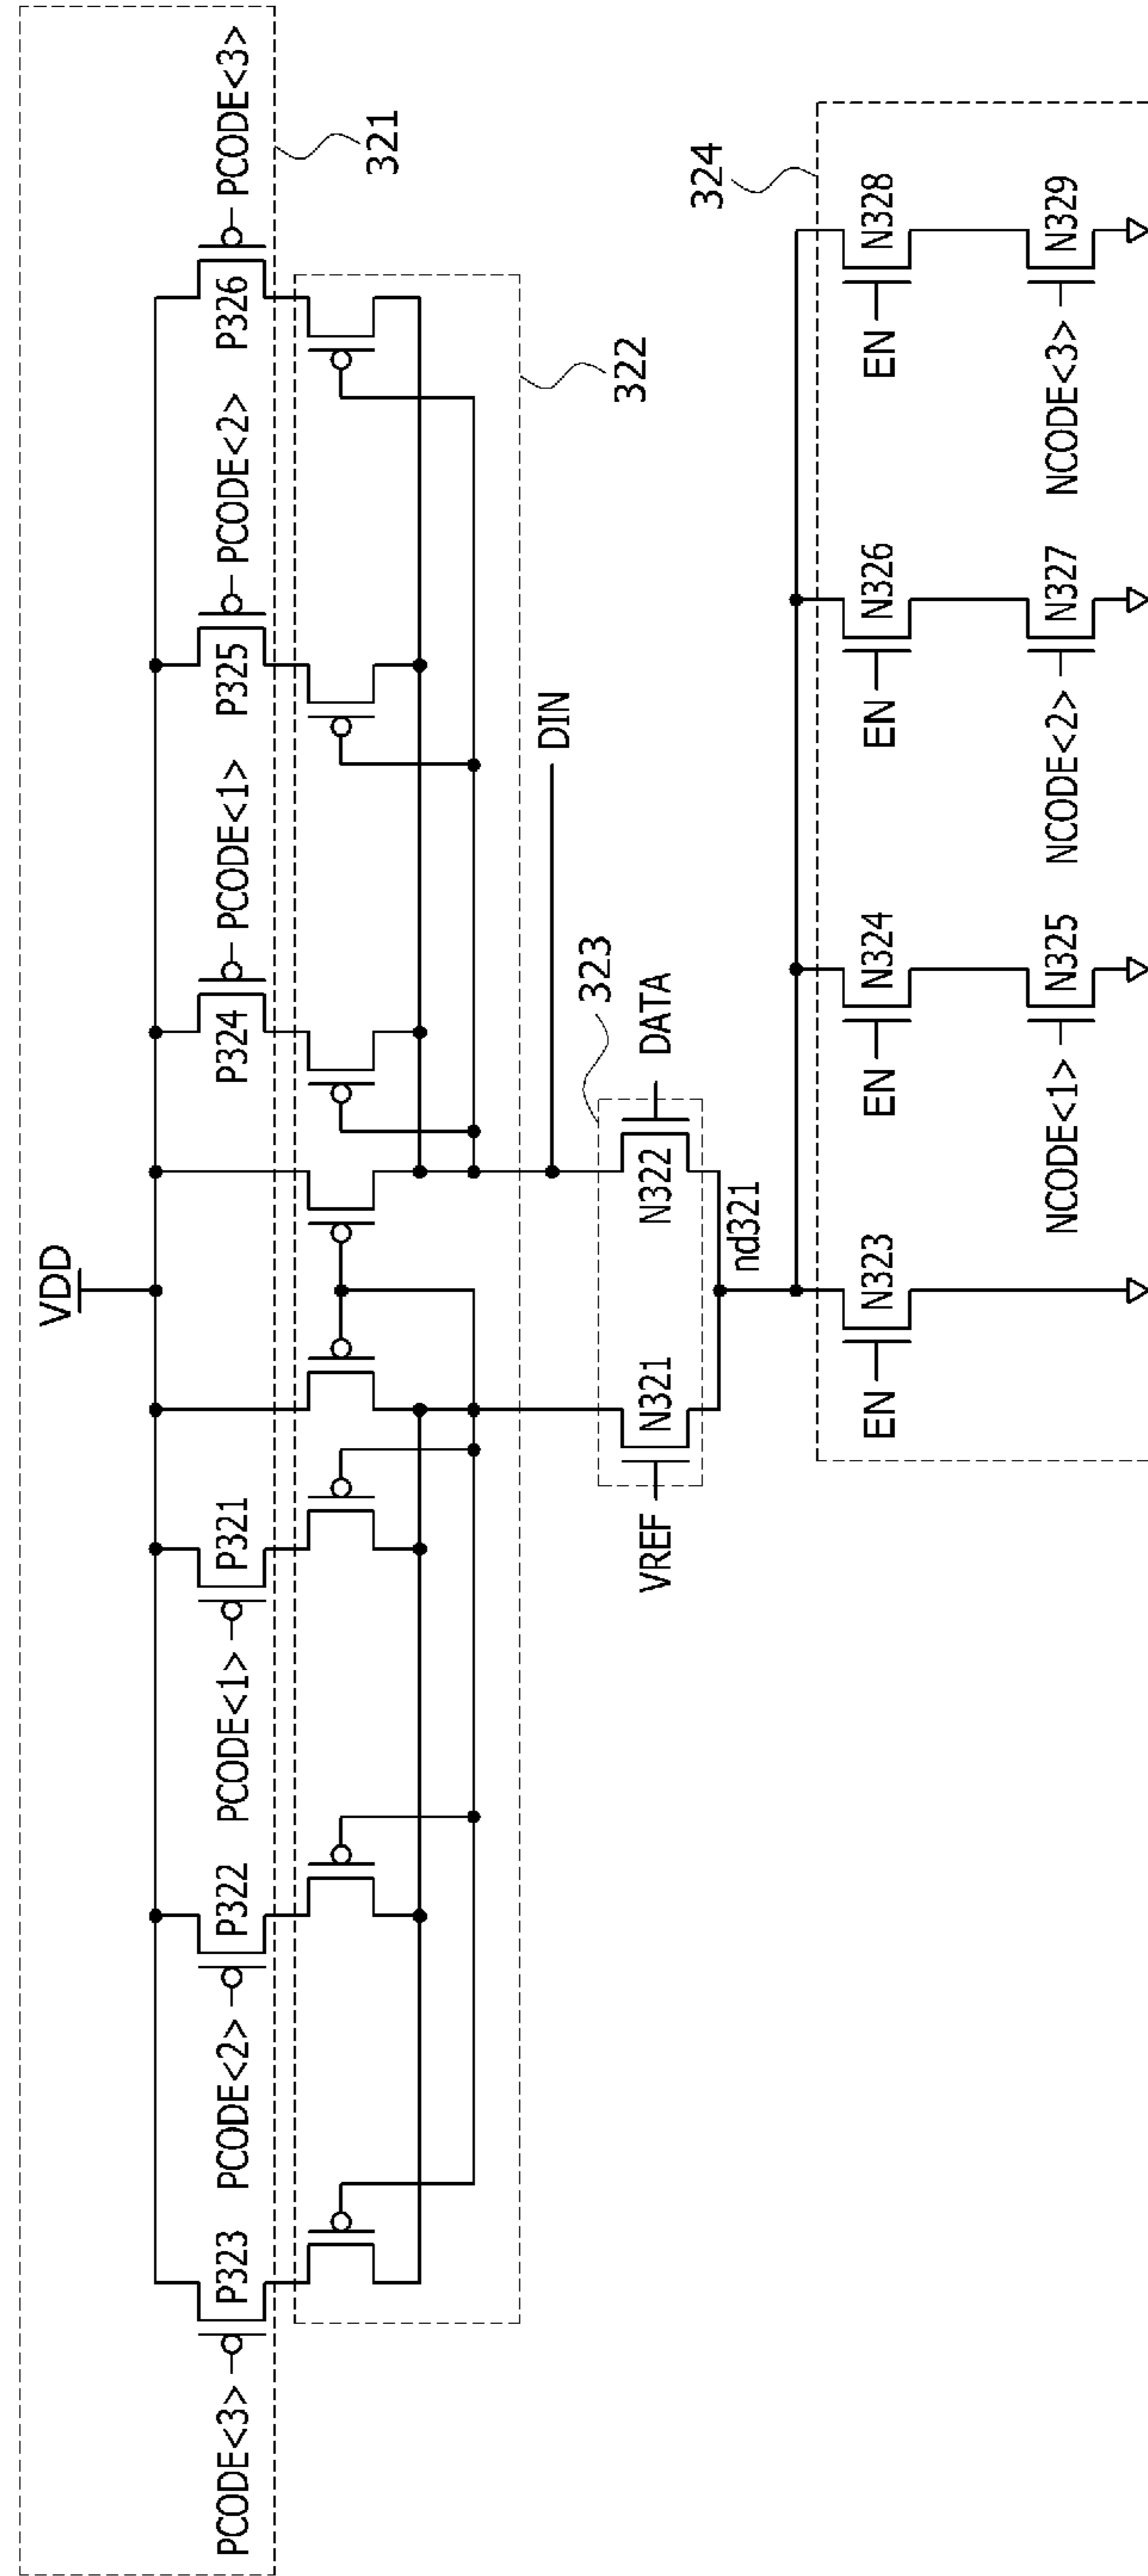 VDD
PCODE<3>
P323
PCODE<2>
P322
PCODE<1>
P321
P324
PCODE<1>
P325
PCODE<2>
P326
PCODE<3>
321
322
DIN
323
VREF
N321
N322
DATA
nd321
324
EN
N323
EN
N324
EN
N326
EN
N328
NCODE<1>
N325
NCODE<2>
N327
NCODE<3>
N329